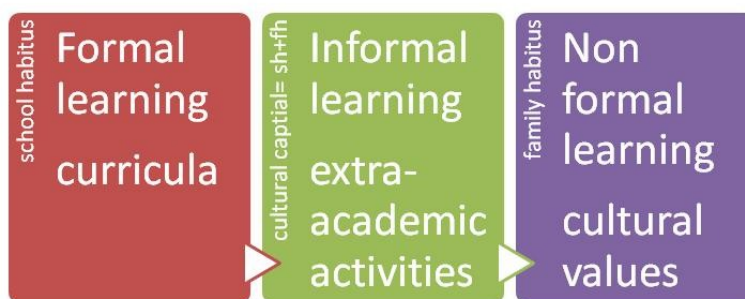 school habitus
Formal
learning
curricula
cultural captial= sh+fh
Informal
learning
extra-
academic
activities
family habitus
Non
formal
learning
cultural
values